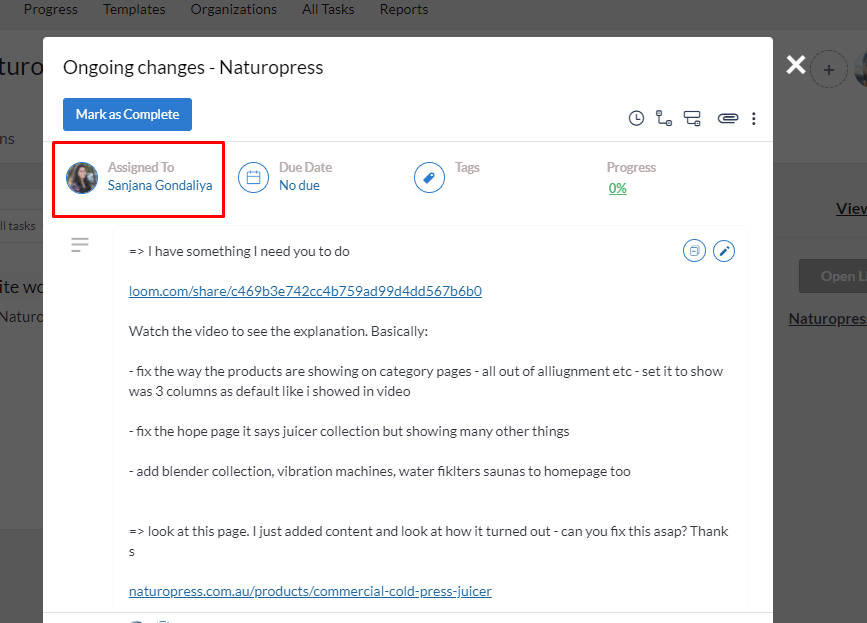 Progress Templates Organizations All Tasks Reports
turo
Ongoing changes - Naturopress
Mark as Complete
ns
Assigned To
Sanjana Gondaliya
Due Date
No due
Tags
Progress
0%
View
ll tasks
=> I have something I need you to do
ite wo
Open L
loom.com/share/c469b3e742cc4b759ad99d4dd567b6b0
Naturo
Naturopres
Watch the video to see the explanation. Basically:
- fix the way the products are showing on category pages - all out of alliugnment etc - set it to show
was 3 columns as default like i showed in video
- fix the hope page it says juicer collection but showing many other things
- add blender collection, vibration machines, water fiklters saunas to homepage too
=> look at this page. I just added content and look at how it turned out - can you fix this asap? Thank
s
naturopress.com.au/products/commercial-cold-press-juicer